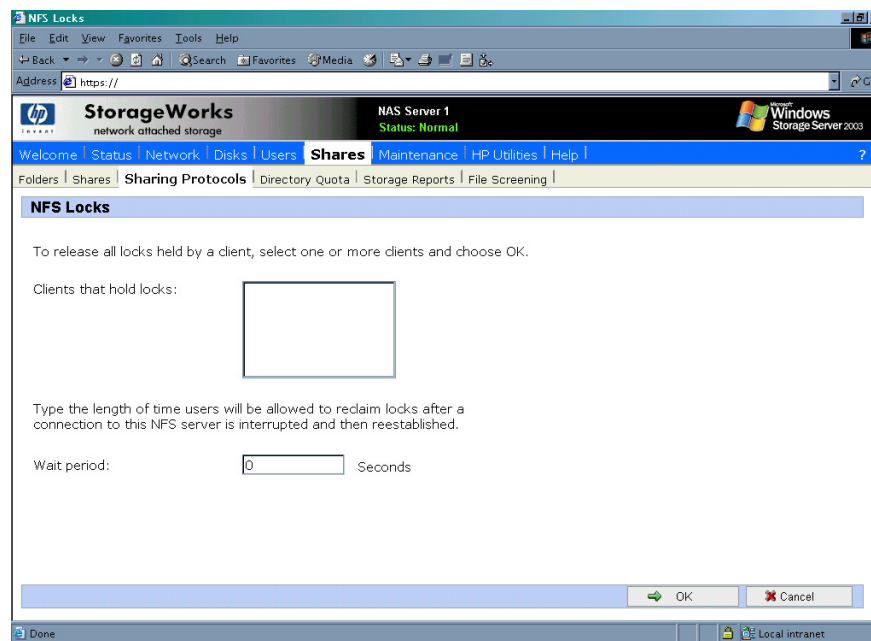 NFS Locks
File Edit View Favorites Tools Help
Back Search Favorites Media
Address https://
hp
invent
StorageWorks
network attached storage
NAS Server 1
Status: Normal
Microsoft
Windows
Storage Server 2003
Welcome | Status | Network | Disks | Users | Shares | Maintenance | HP Utilities | Help | ?
Folders | Shares | Sharing Protocols | Directory Quota | Storage Reports | File Screening |
NFS Locks
To release all locks held by a client, select one or more clients and choose OK.
Clients that hold locks:
Type the length of time users will be allowed to reclaim locks after a
connection to this NFS server is interrupted and then reestablished.
Wait period: 0 Seconds
OK Cancel
Done Local intranet